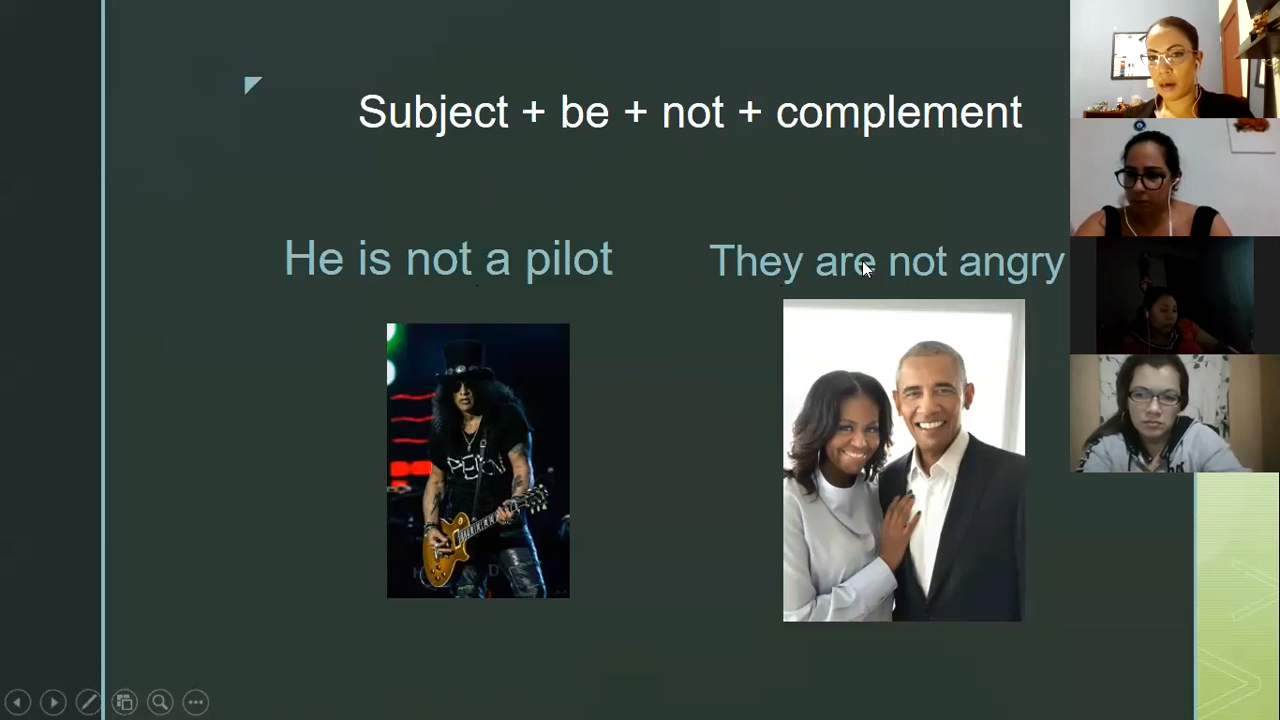 Subject + be + not + complement
He is not a pilot
They are not angry